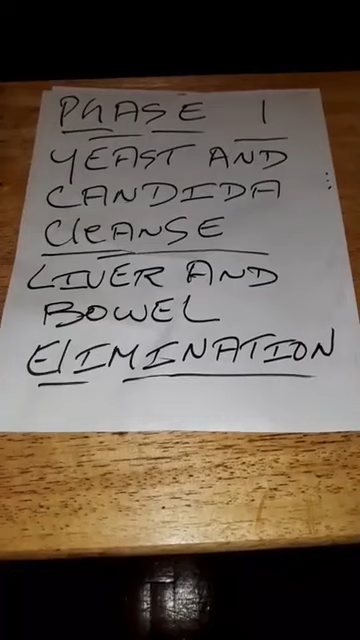 PHASE 1
YEAST AND
CANDIDA
CleANSE
LIVER AND
BOWEL
ElIMINATION